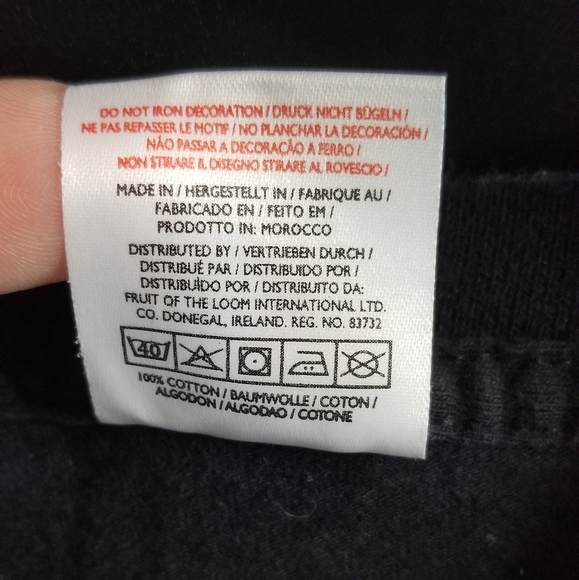 DO NOT IRON DECORATION / DRUCK NICHT BÜGELN /
NE PAS REPASSER LE MOTIF / NO PLANCHAR LA DECORACIÓN /
NÃO PASSAR A DECORAÇÃO A FERRO /
NON STIRARE IL DISEGNO STIRARE AL ROVESCIO /
MADE IN / HERGESTELLT IN / FABRIQUE AU /
FABRICADO EN / FEITO EM /
PRODOTTO IN: MOROCCO
DISTRIBUTED BY / VERTRIEBEN DURCH /
DISTRIBUÉ PAR / DISTRIBUIDO POR /
DISTRIBUÍDO POR / DISTRIBUITO DA:
FRUIT OF THE LOOM INTERNATIONAL LTD.
CO. DONEGAL, IRELAND. REG. NO. 83732
40
100% COTTON / BAUMWOLLE / COTON /
ALGODON / ALGODAO / COTONE